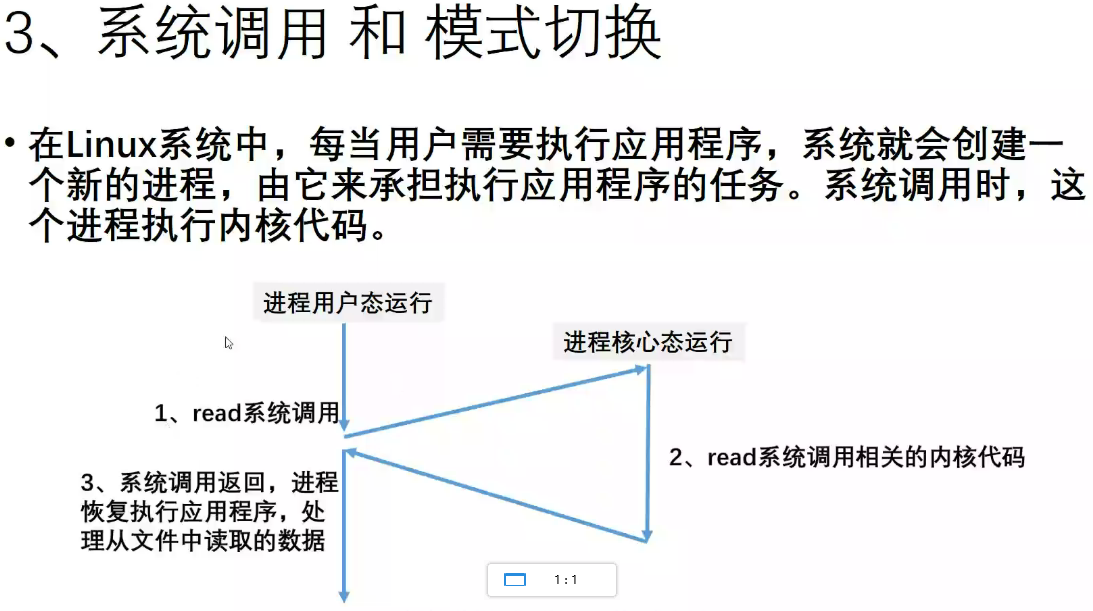 3、系统调用 和 模式切换
• 在Linux系统中，每当用户需要执行应用程序，系统就会创建一
个新的进程，由它来承担执行应用程序的任务。系统调用时，这
个进程执行内核代码。
进程用户态运行
进程核心态运行
1、read系统调用
2、read系统调用相关的内核代码
3、系统调用返回，进程
恢复执行应用程序，处
理从文件中读取的数据
1:1